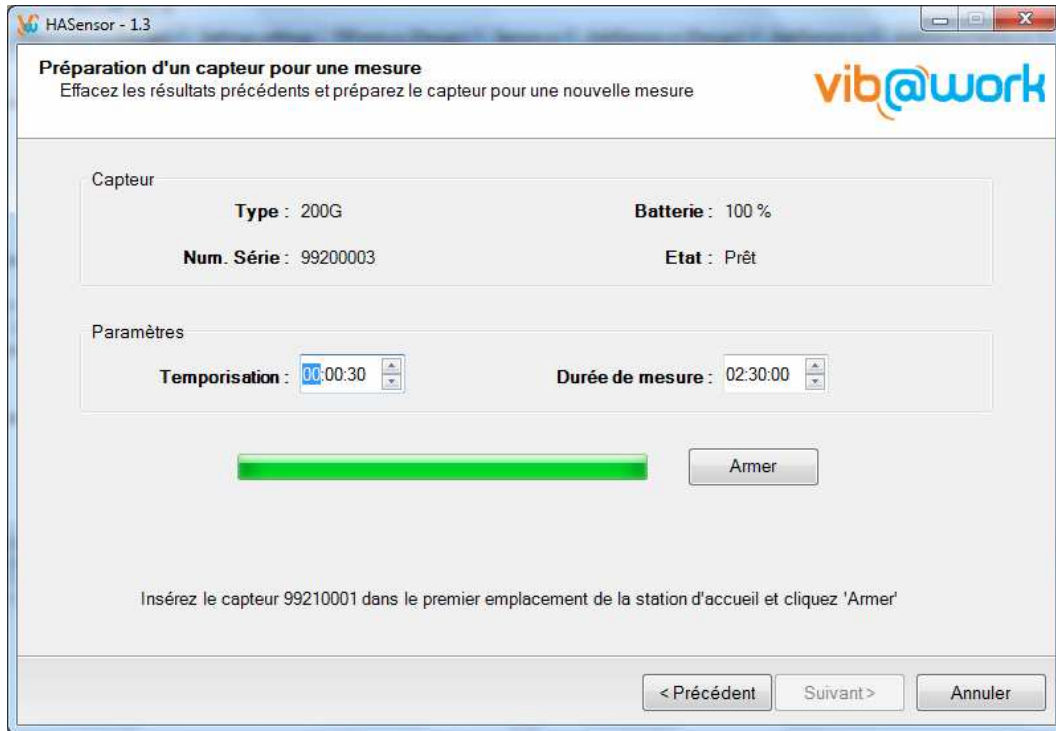 HASensor - 1.3
Préparation d'un capteur pour une mesure
Effacez les résultats précédents et préparez le capteur pour une nouvelle mesure
vib@work
Capteur
Type : 200G
Batterie : 100 %
Num. Série : 99200003
Etat : Prêt
Paramètres
Temporisation : 00:00:30
Durée de mesure : 02:30:00
Armer
Insérez le capteur 99210001 dans le premier emplacement de la station d'accueil et cliquez 'Armer'
< Précédent
Suivant >
Annuler